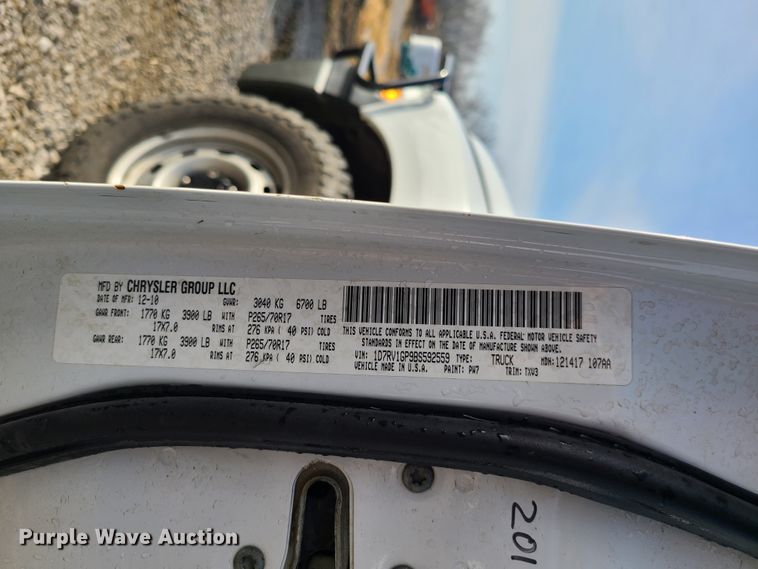 MFD BY CHRYSLER GROUP LLC
DATE OF MFR: 12-10 GVWR: 3040 KG 6700 LB
GAWR FRONT: 1770 KG 3900 LB WITH P265/70R17 TIRES
17X7.0 RIMS AT 276 KPA ( 40 PSI) COLD
GAWR REAR: 1770 KG 3900 LB WITH P265/70R17 TIRES
17X7.0 RIMS AT 276 KPA ( 40 PSI) COLD
THIS VEHICLE CONFORMS TO ALL APPLICABLE U.S.A. FEDERAL MOTOR VEHICLE SAFETY
STANDARDS IN EFFECT ON THE DATE OF MANUFACTURE SHOWN ABOVE.
VIN: 1D7RV1GP9BS592559 TYPE: TRUCK MDH: 121417 107AA
VEHICLE MADE IN U.S.A. PAINT: PW7 TRIM: TXV3
201
Purple Wave Auction